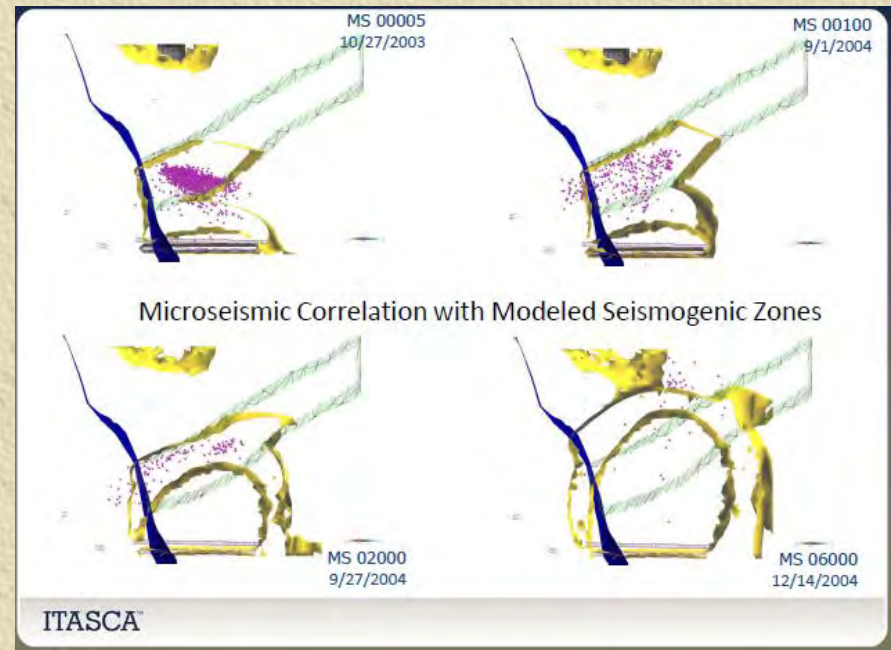 MS 00005
10/27/2003
MS 00100
9/1/2004
Microseismic Correlation with Modeled Seismogenic Zones
MS 02000
9/27/2004
MS 06000
12/14/2004
ITASCA™